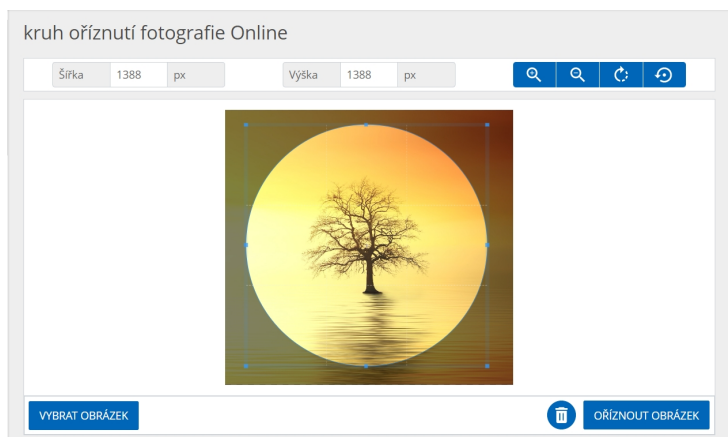 kruh oříznutí fotografie Online
Šířka 1388 px Výška 1388 px
VYBRAT OBRÁZEK OŘÍZNOUT OBRÁZEK